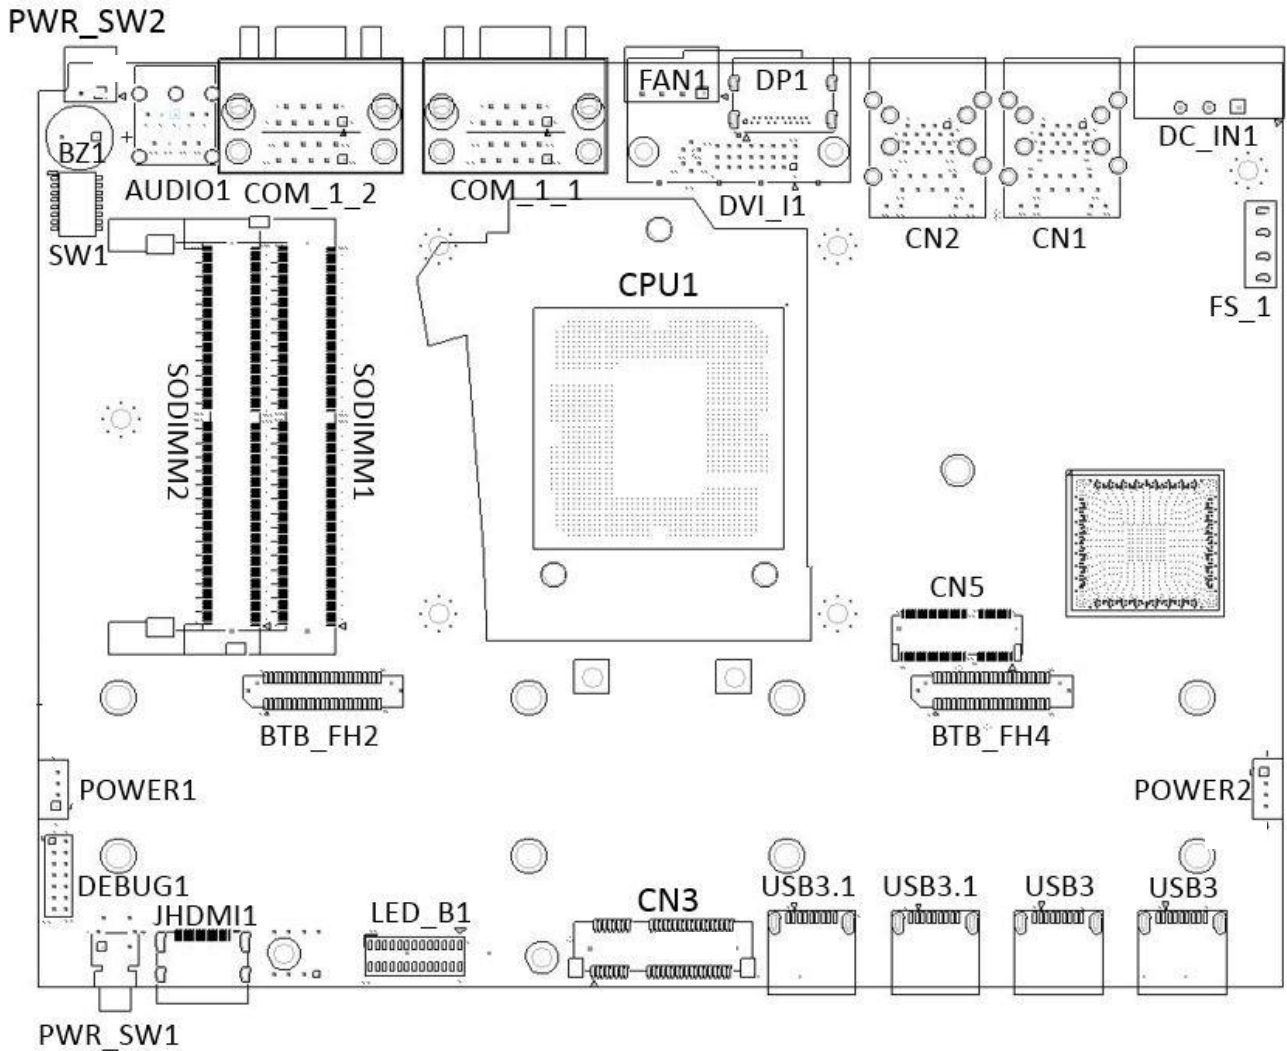 PWR_SW2
FAN1
DP1
BZ1
+
DC_IN1
AUDIO1
COM_1_2
COM_1_1
DVI_I1
SW1
CN2
CN1
CPU1
FS_1
SODIMM2
SODIMM1
CN5
BTB_FH2
BTB_FH4
POWER1
POWER2
DEBUG1
USB3.1
USB3.1
USB3
USB3
JHDMI1
LED_B1
CN3
PWR_SW1